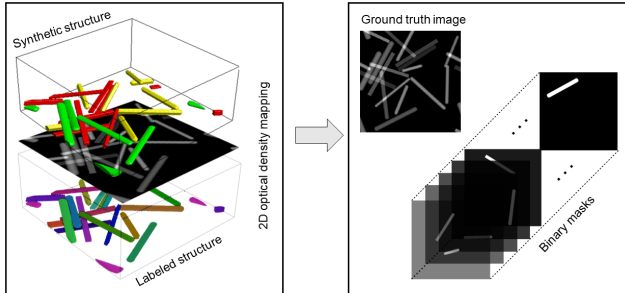 Synthetic structure
2D optical density mapping
Labeled structure
Ground truth image
Binary masks